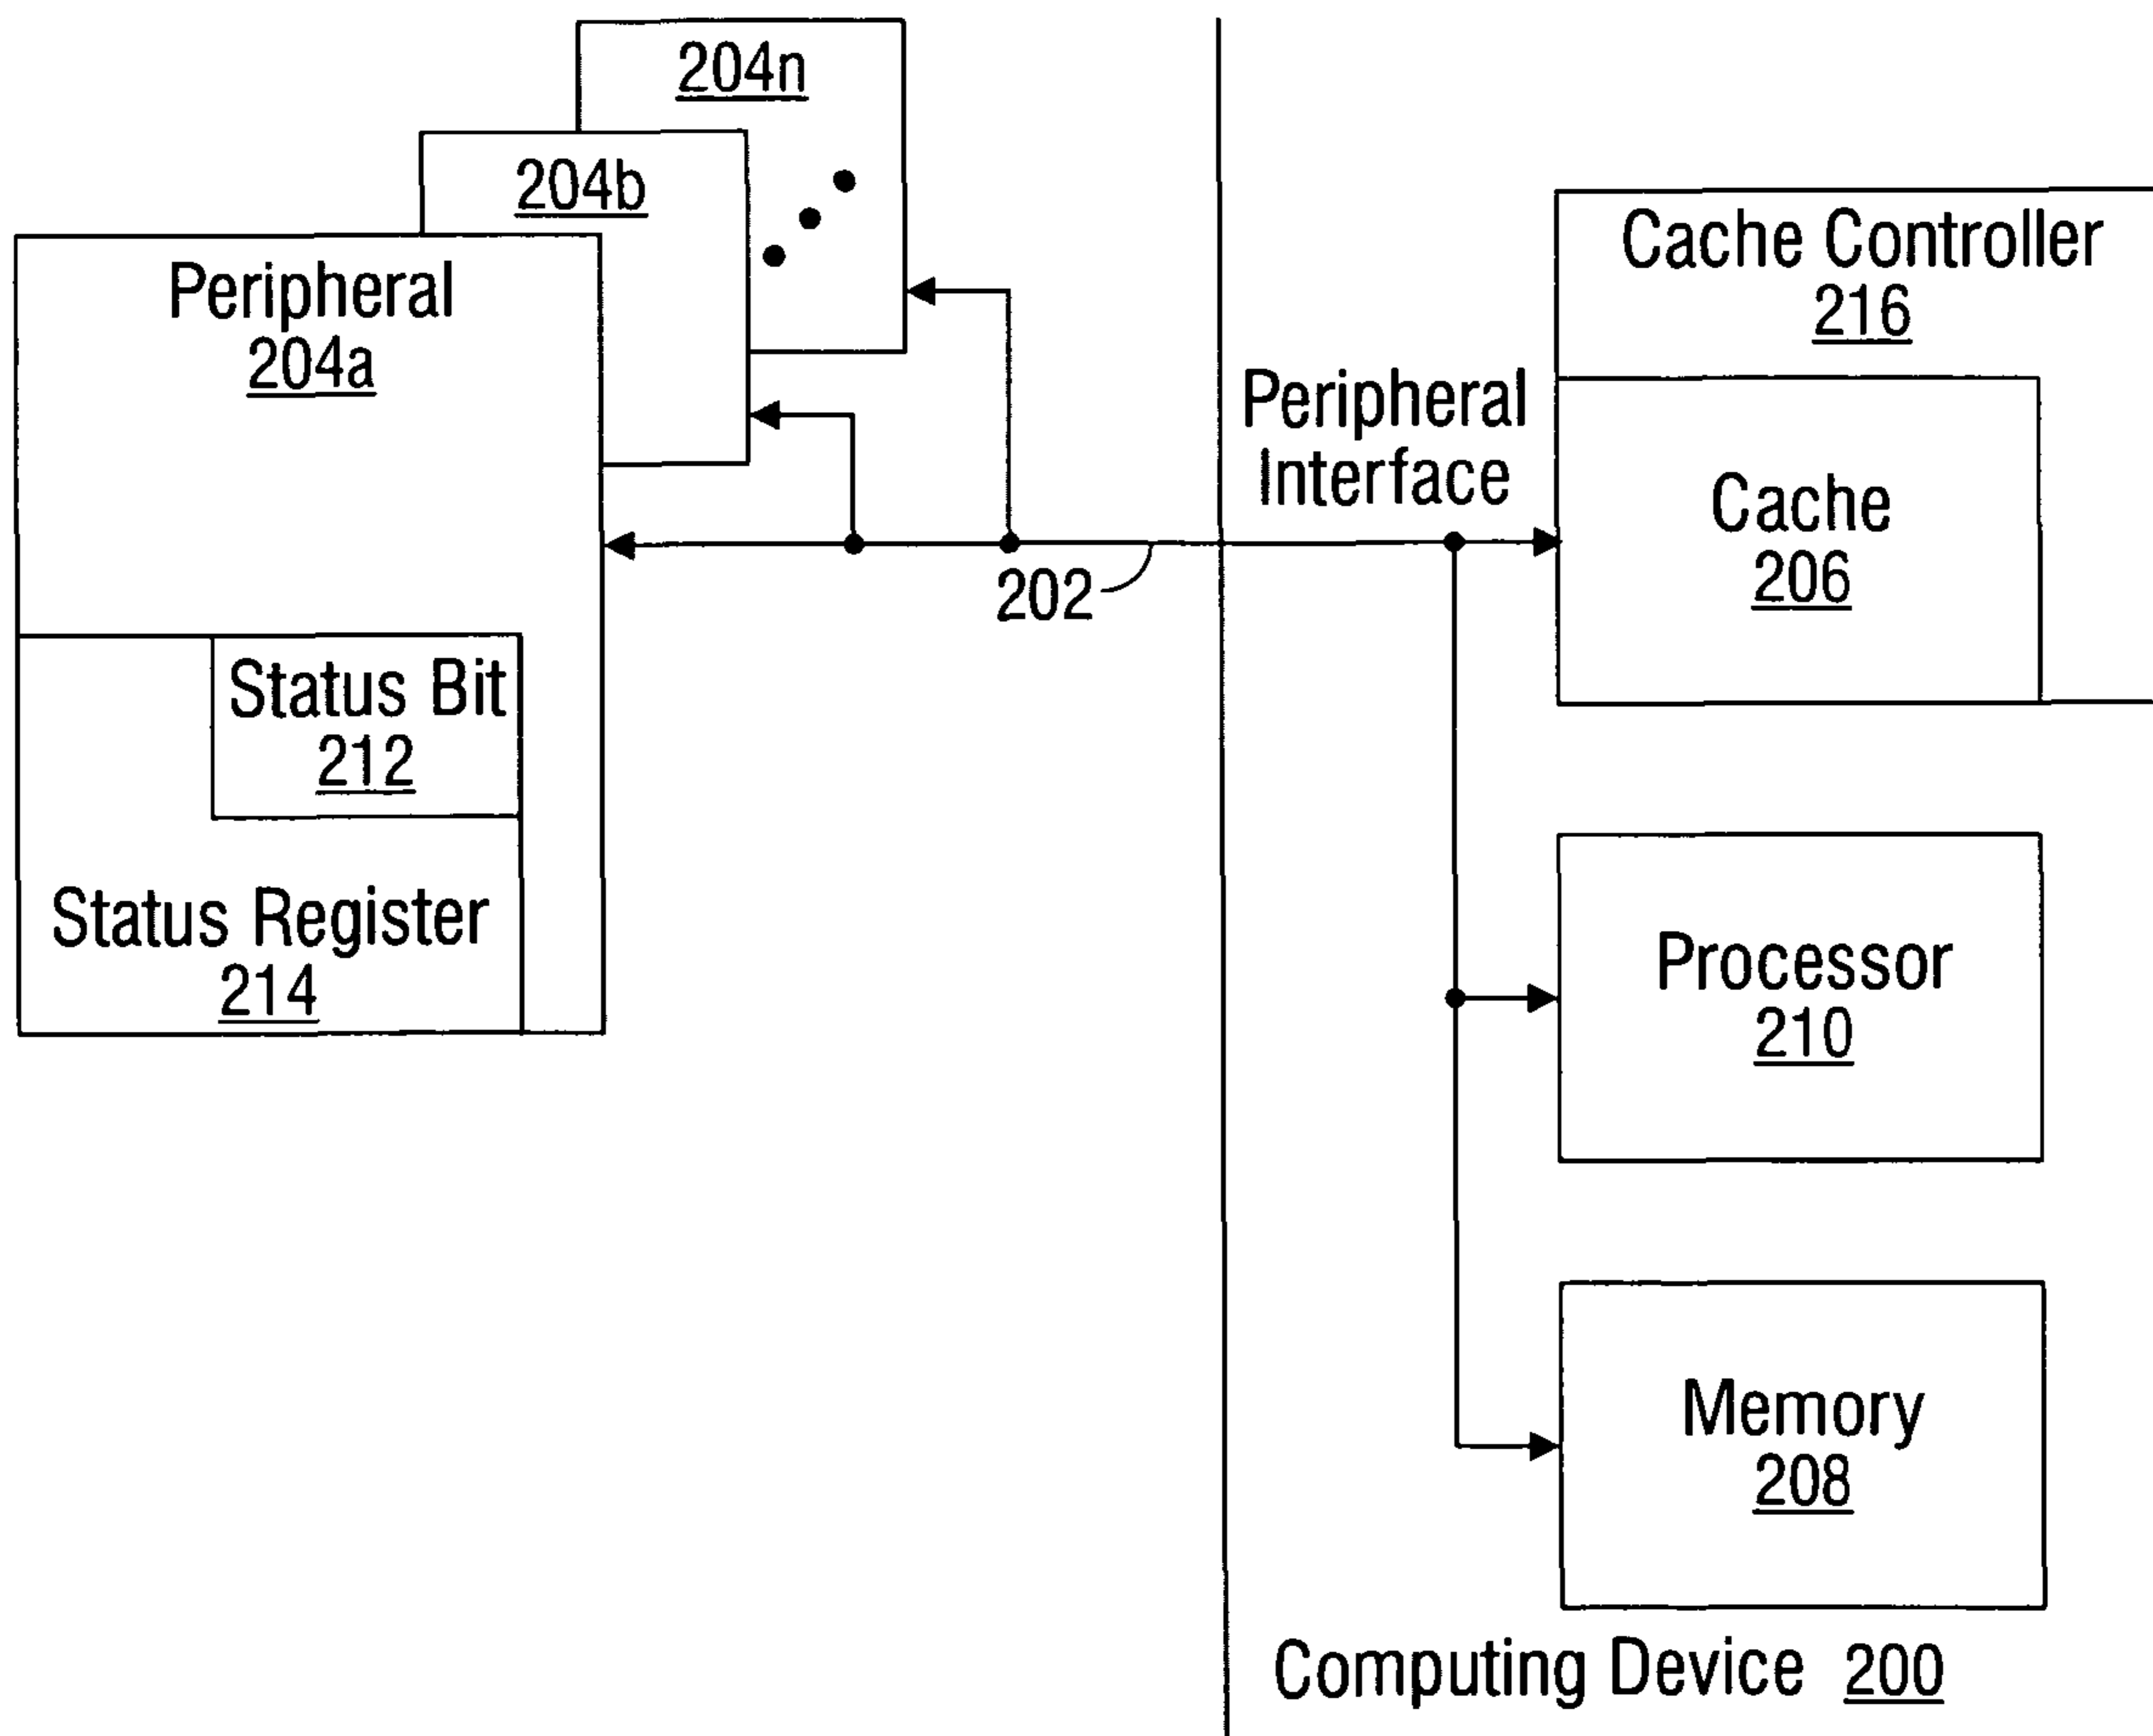 204n
204b
Peripheral
204a
Status Bit
212
Status Register
214
202
Peripheral
Interface
Cache Controller
216
Cache
206
Processor
210
Memory
208
Computing Device 200